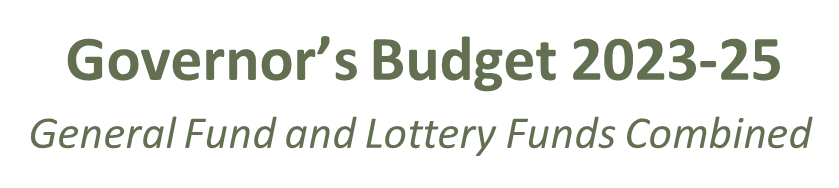 Governor’s Budget 2023-25
General Fund and Lottery Funds Combined